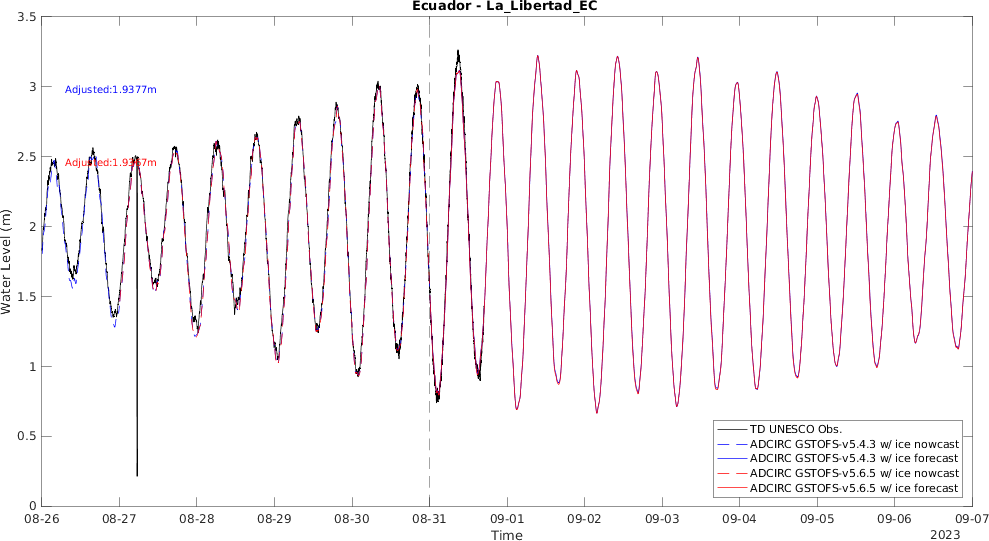 Ecuador - La_Libertad_EC
3.5
3
2.5
2
1.5
1
0.5
0
Water Level (m)
Adjusted:1.9377m
TD UNESCO Obs.
ADCIRC GSTOFS-v5.4.3 w/ ice nowcast
ADCIRC GSTOFS-v5.4.3 w/ ice forecast
ADCIRC GSTOFS-v5.6.5 w/ ice nowcast
ADCIRC GSTOFS-v5.6.5 w/ ice forecast
08-26 08-27 08-28 08-29 08-30 08-31 09-01 09-02 09-03 09-04 09-05 09-06 09-07
Time
2023